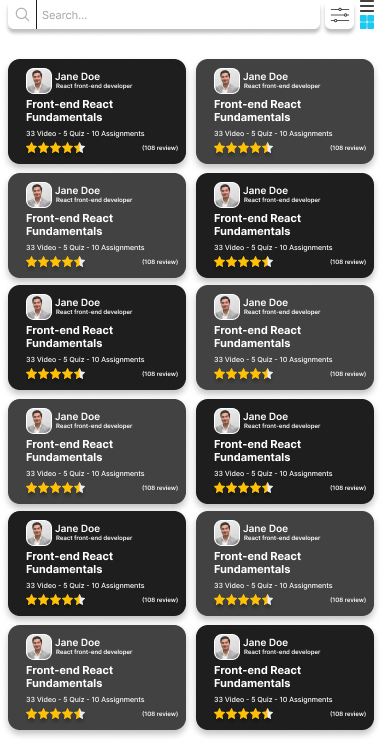 Search...
Jane Doe
React front-end developer
Front-end React
Fundamentals
33 Video - 5 Quiz - 10 Assignments
(108 review)
Jane Doe
React front-end developer
Front-end React
Fundamentals
33 Video - 5 Quiz - 10 Assignments
(108 review)
Jane Doe
React front-end developer
Front-end React
Fundamentals
33 Video - 5 Quiz - 10 Assignments
(108 review)
Jane Doe
React front-end developer
Front-end React
Fundamentals
33 Video - 5 Quiz - 10 Assignments
(108 review)
Jane Doe
React front-end developer
Front-end React
Fundamentals
33 Video - 5 Quiz - 10 Assignments
(108 review)
Jane Doe
React front-end developer
Front-end React
Fundamentals
33 Video - 5 Quiz - 10 Assignments
(108 review)
Jane Doe
React front-end developer
Front-end React
Fundamentals
33 Video - 5 Quiz - 10 Assignments
(108 review)
Jane Doe
React front-end developer
Front-end React
Fundamentals
33 Video - 5 Quiz - 10 Assignments
(108 review)
Jane Doe
React front-end developer
Front-end React
Fundamentals
33 Video - 5 Quiz - 10 Assignments
(108 review)
Jane Doe
React front-end developer
Front-end React
Fundamentals
33 Video - 5 Quiz - 10 Assignments
(108 review)
Jane Doe
React front-end developer
Front-end React
Fundamentals
33 Video - 5 Quiz - 10 Assignments
(108 review)
Jane Doe
React front-end developer
Front-end React
Fundamentals
33 Video - 5 Quiz - 10 Assignments
(108 review)